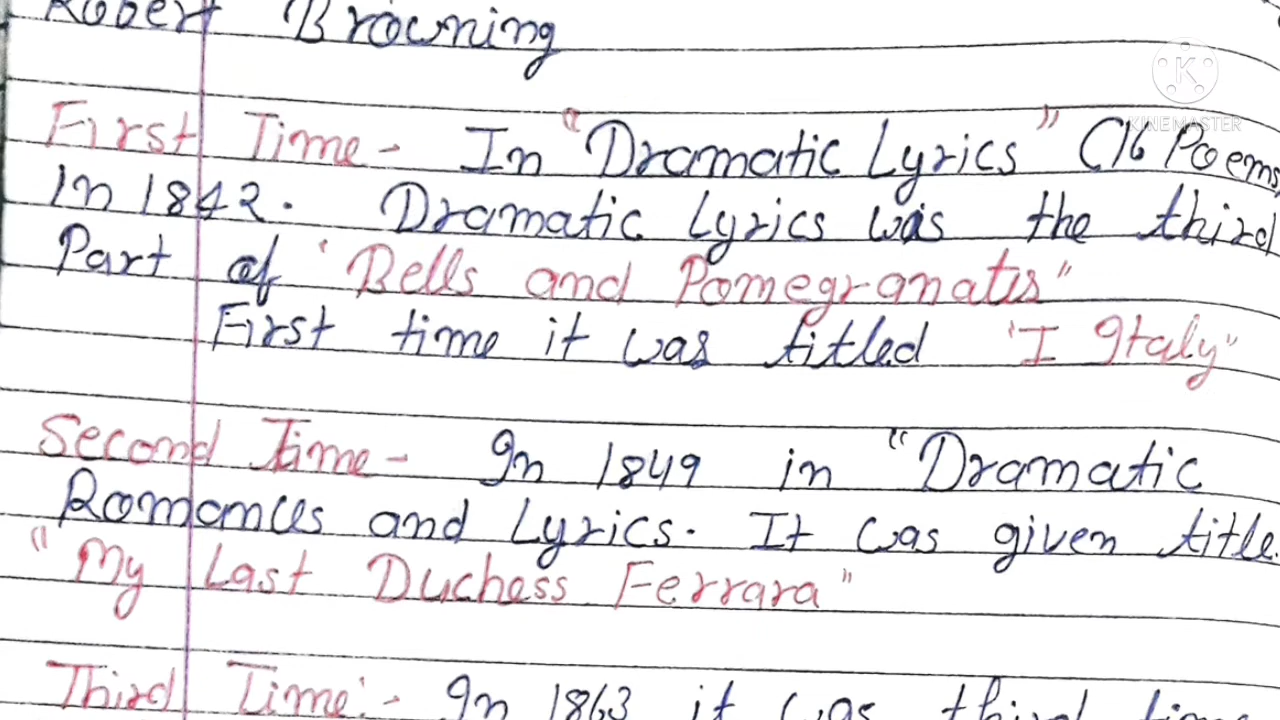 Robert Browning
KINEMASTER
First Time - In "Dramatic Lyrics" (16 Poems)
In 1842. Dramatic Lyrics was the third
Part of 'Bells and Pomegranates"
First time it was titled 'I Italy"
Second Time - In 1849 in "Dramatic
Romances and Lyrics. It was given title.
"My Last Duchess Ferrara"
Third Time:- In 1863 it was third time